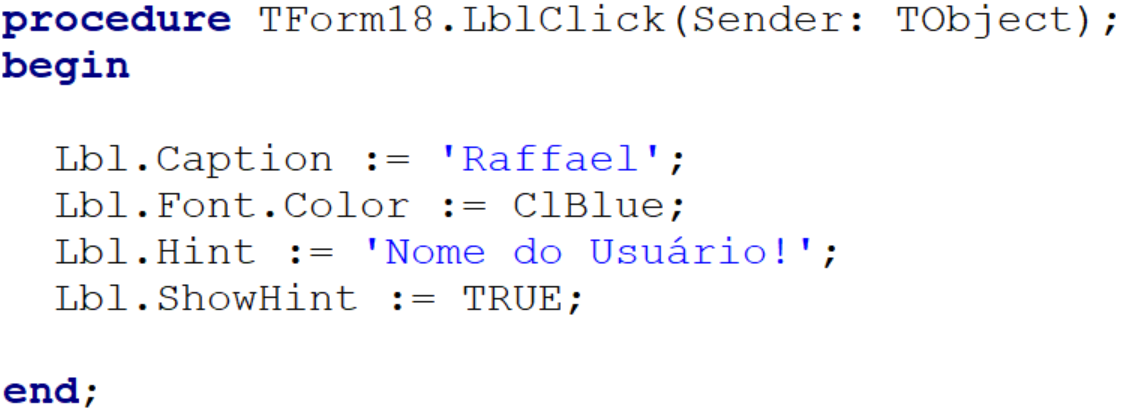 procedure TForm18.LblClick(Sender: TObject);
begin
Lbl.Caption := 'Raffael';
Lbl.Font.Color := ClBlue;
Lbl.Hint := 'Nome do Usuário!';
Lbl.ShowHint := TRUE;
end;